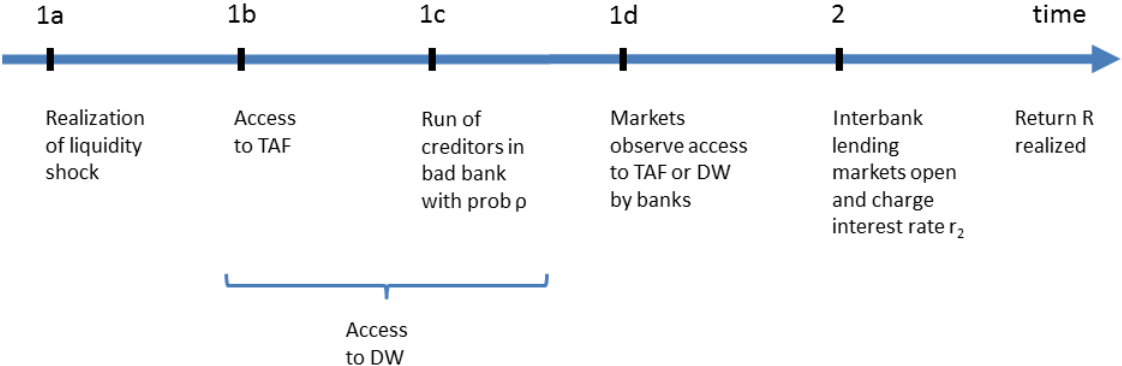 1a 1b 1c 1d 2 time
Realization
of liquidity
shock
Access
to TAF
Run of
creditors in
bad bank
with prob ρ
Markets
observe access
to TAF or DW
by banks
Interbank
lending
markets open
and charge
interest rate r₂
Return R
realized
Access
to DW